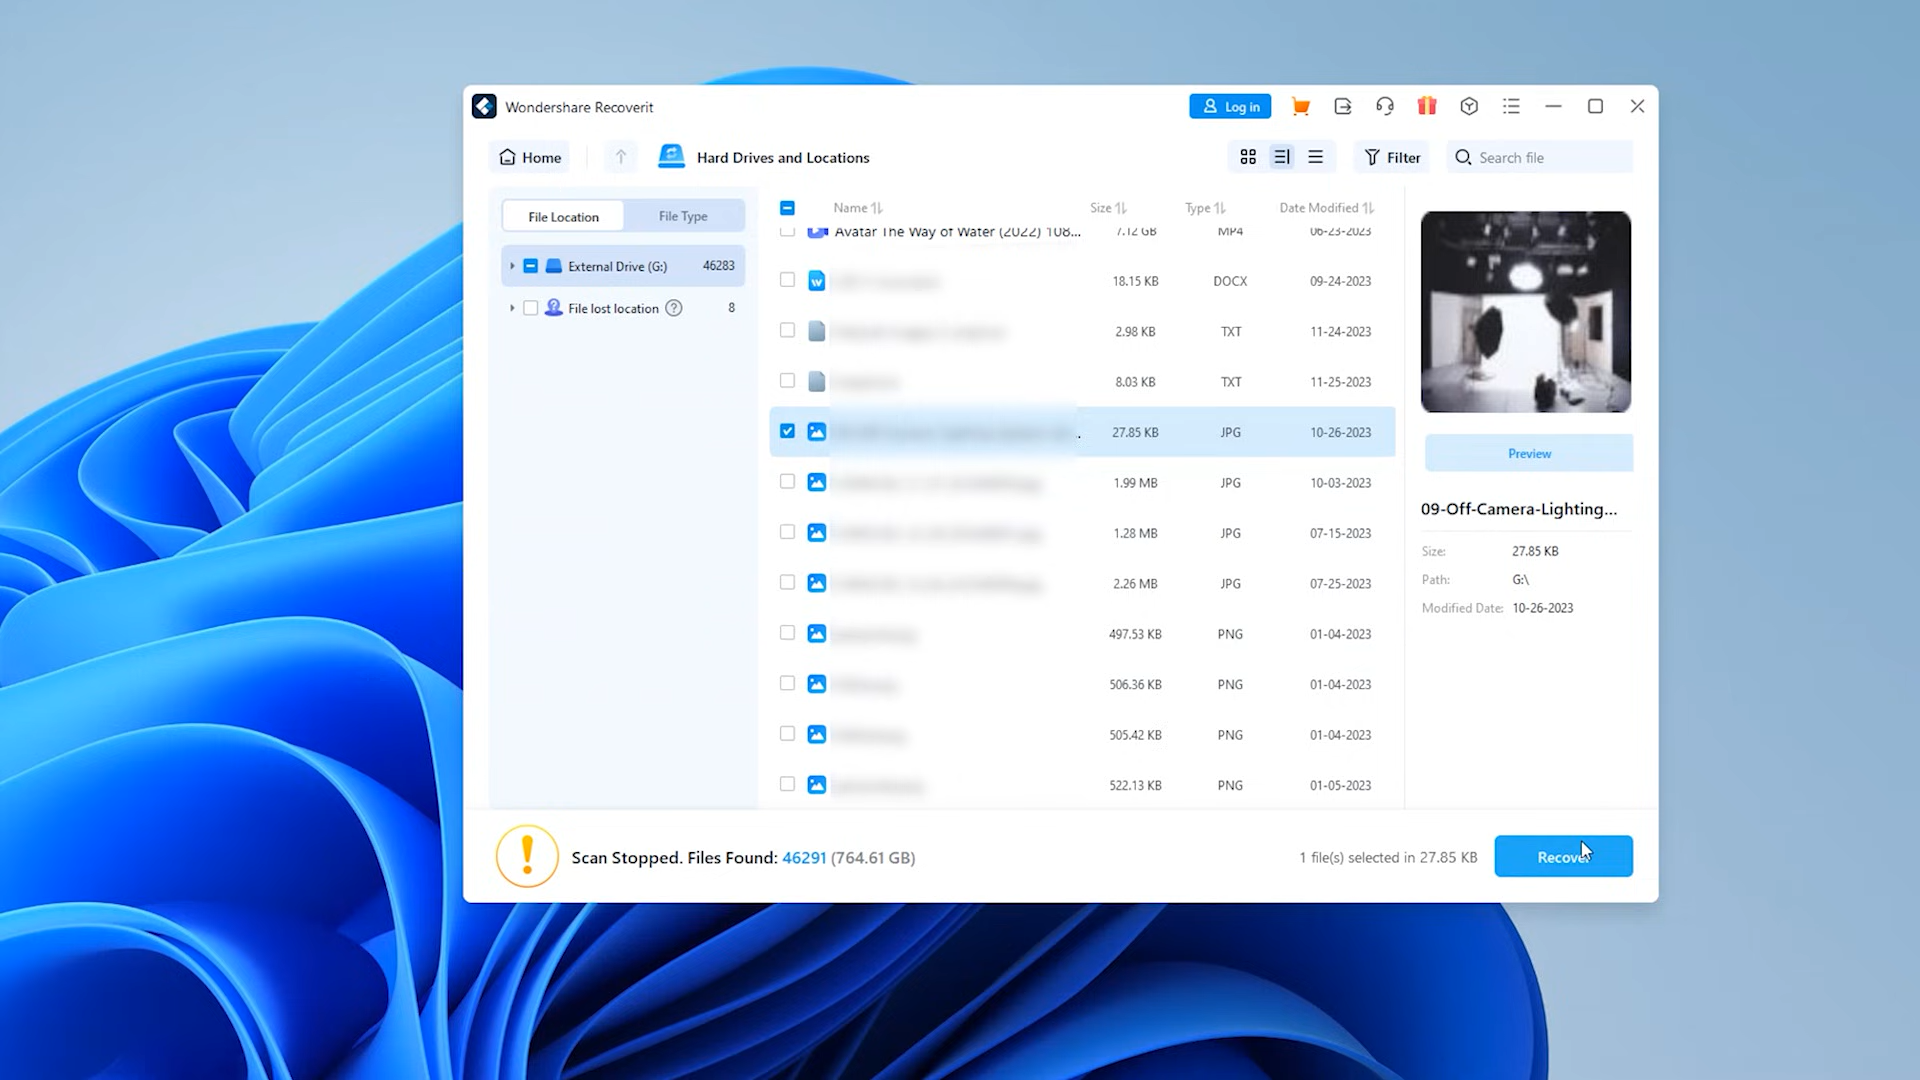 Wondershare Recoverit
Log in
Home
Hard Drives and Locations
Filter
Search file
File Location
File Type
External Drive (G:) 46283
File lost location ? 8
Name Size Type Date Modified
Avatar The Way of Water (2022) 108... 7.12 GB MP4 06-23-2023
18.15 KB DOCX 09-24-2023
2.98 KB TXT 11-24-2023
8.03 KB TXT 11-25-2023
27.85 KB JPG 10-26-2023
1.99 MB JPG 10-03-2023
1.28 MB JPG 07-15-2023
2.26 MB JPG 07-25-2023
497.53 KB PNG 01-04-2023
506.36 KB PNG 01-04-2023
505.42 KB PNG 01-04-2023
522.13 KB PNG 01-05-2023
Preview
09-Off-Camera-Lighting...
Size: 27.85 KB
Path: G:\
Modified Date: 10-26-2023
Scan Stopped. Files Found: 46291 (764.61 GB)
1 file(s) selected in 27.85 KB
Recover